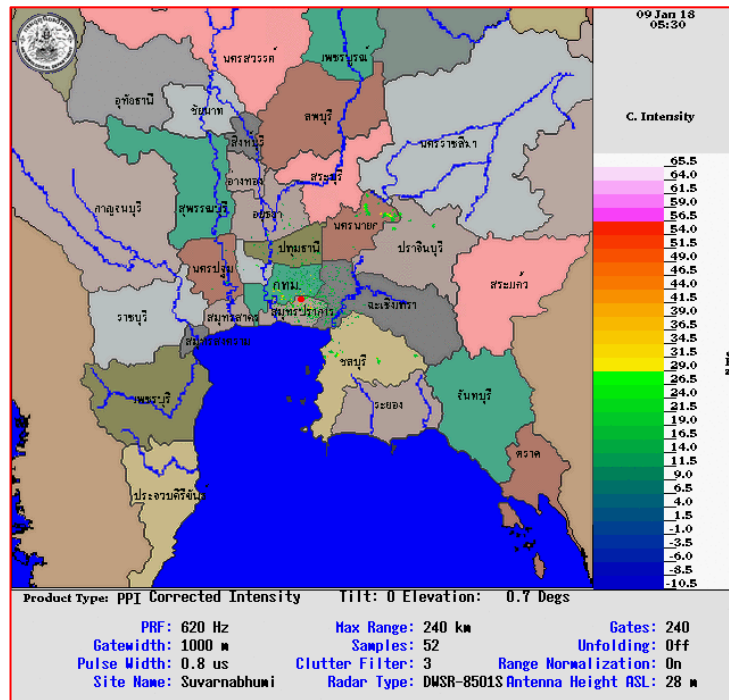 09 Jan 18
05:30
C. Intensity
65.5
64.0
61.5
59.0
56.5
54.0
51.5
49.0
46.5
44.0
41.5
39.0
36.5
34.0
31.5
29.0
26.5
24.0
21.5
19.0
16.5
14.0
11.5
9.0
6.5
4.0
1.5
-1.0
-3.5
-6.0
-8.5
-10.5
นครสวรรค์
เพชรบูรณ์
อุทัยธานี
ชัยนาท
ลพบุรี
สิงห์บุรี
นครราชสีมา
อ่างทอง
สระบุรี
กาญจนบุรี
สุพรรณบุรี
อยุธยา
นครนายก
ปราจีนบุรี
ปทุมธานี
นครปฐม
กทม.
สระแก้ว
ราชบุรี
สมุทรสาคร
สมุทรปราการ
ฉะเชิงเทรา
สมุทรสงคราม
ชลบุรี
เพชรบุรี
ระยอง
จันทบุรี
ตราด
ประจวบคีรีขันธ์
Product Type: PPI Corrected Intensity Tilt: 0 Elevation: 0.7 Degs
PRF: 620 Hz Max Range: 240 km Gates: 240
Gatewidth: 1000 m Samples: 52 Unfolding: Off
Pulse Width: 0.8 us Clutter Filter: 3 Range Normalization: On
Site Name: Suvarnabhumi Radar Type: DWSR-8501S Antenna Height ASL: 28 m